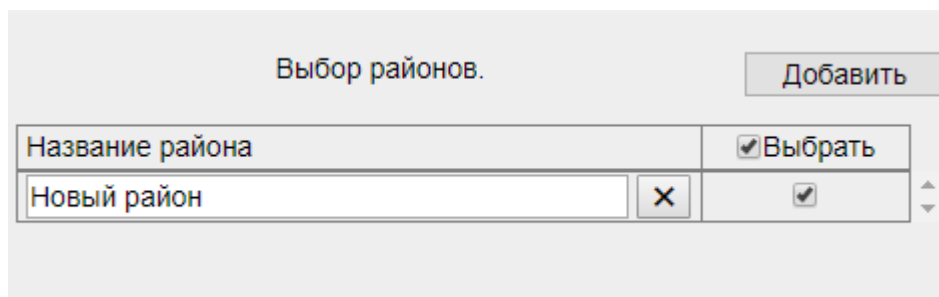 Выбор районов.
Добавить
Название района
Выбрать
Новый район